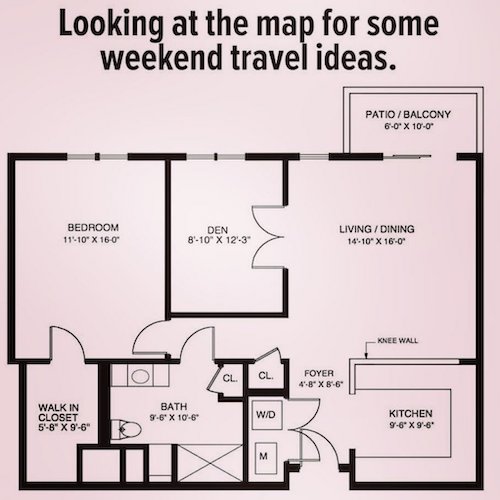 Looking at the map for some
weekend travel ideas.
PATIO / BALCONY
6'-0" X 10'-0"
BEDROOM
11'-10" X 16-0"
DEN
8'-10" X 12'-3"
LIVING / DINING
14'-10" X 16'-0"
KNEE WALL
FOYER
4'-8" X 8'-6"
CL.
CL.
WALK IN
CLOSET
5'-8" X 9'-6"
BATH
9'-6" X 10'-6"
W/D
M
KITCHEN
9'-6" X 9'-6"